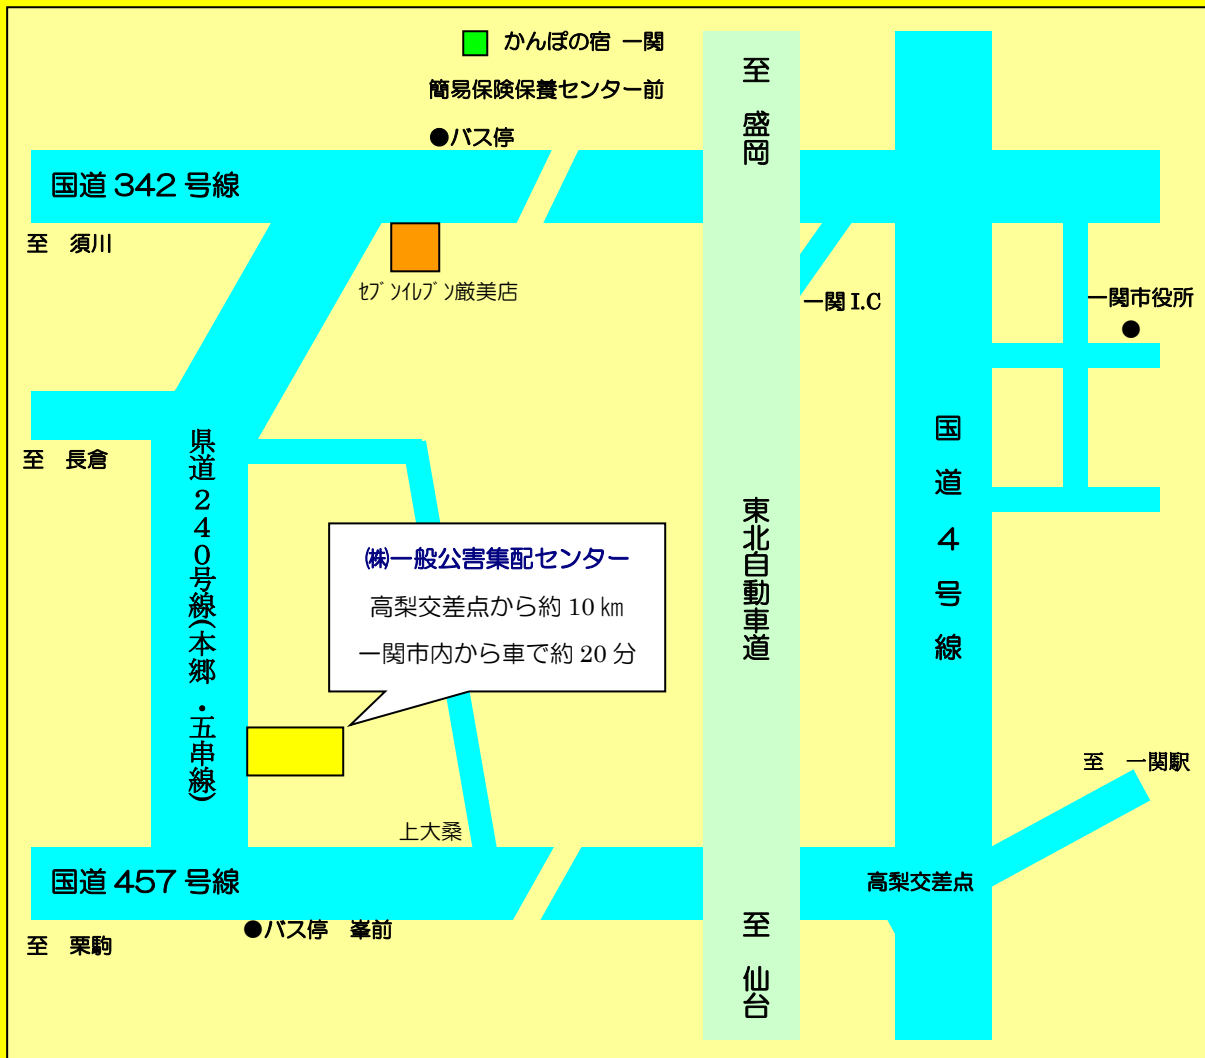 かんぽの宿 一関
簡易保険保養センター前
●バス停
国道 342 号線
至 須川
ｾﾌﾞﾝｲﾚﾌﾞﾝ厳美店
至 盛岡
一関 I.C
一関市役所
●
至 長倉
県道240号線(本郷・五串線)
㈱一般公害集配センター
高梨交差点から約 10 ㎞
一関市内から車で約 20 分
東北自動車道
国道4号線
至 一関駅
上大桑
国道 457 号線
高梨交差点
●バス停 峯前
至 栗駒
至 仙台